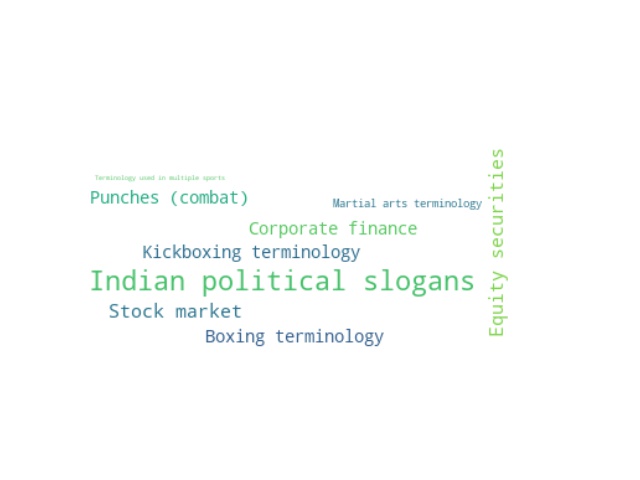 Terminology used in multiple sports
Punches (combat)
Martial arts terminology
Corporate finance
Kickboxing terminology
Indian political slogans
Stock market
Boxing terminology
Equity securities